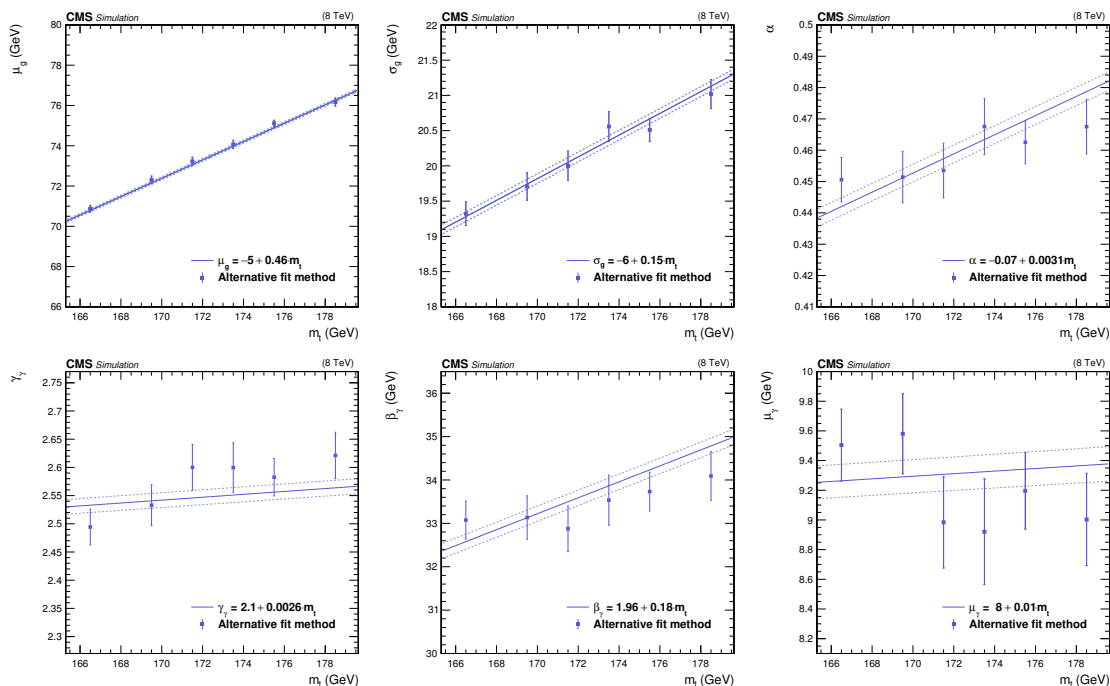 CMS Simulation (8 TeV)
μg (GeV)
80
78
76
74
72
70
68
66
μg = −5 + 0.46·mt
Alternative fit method
166 168 170 172 174 176 178
mt (GeV)
CMS Simulation (8 TeV)
σg (GeV)
22
21.5
21
20.5
20
19.5
19
18.5
18
σg = −6 + 0.15·mt
Alternative fit method
166 168 170 172 174 176 178
mt (GeV)
CMS Simulation (8 TeV)
α
0.5
0.49
0.48
0.47
0.46
0.45
0.44
0.43
0.42
0.41
α = −0.07 + 0.0031·mt
Alternative fit method
166 168 170 172 174 176 178
mt (GeV)
CMS Simulation (8 TeV)
γγ
2.75
2.7
2.65
2.6
2.55
2.5
2.45
2.4
2.35
2.3
γγ = 2.1 + 0.0026·mt
Alternative fit method
166 168 170 172 174 176 178
mt (GeV)
CMS Simulation (8 TeV)
βγ (GeV)
36
35
34
33
32
31
30
βγ = 1.96 + 0.18·mt
Alternative fit method
166 168 170 172 174 176 178
mt (GeV)
CMS Simulation (8 TeV)
μγ (GeV)
10
9.8
9.6
9.4
9.2
9
8.8
8.6
8.4
8.2
μγ = 8 + 0.01·mt
Alternative fit method
166 168 170 172 174 176 178
mt (GeV)